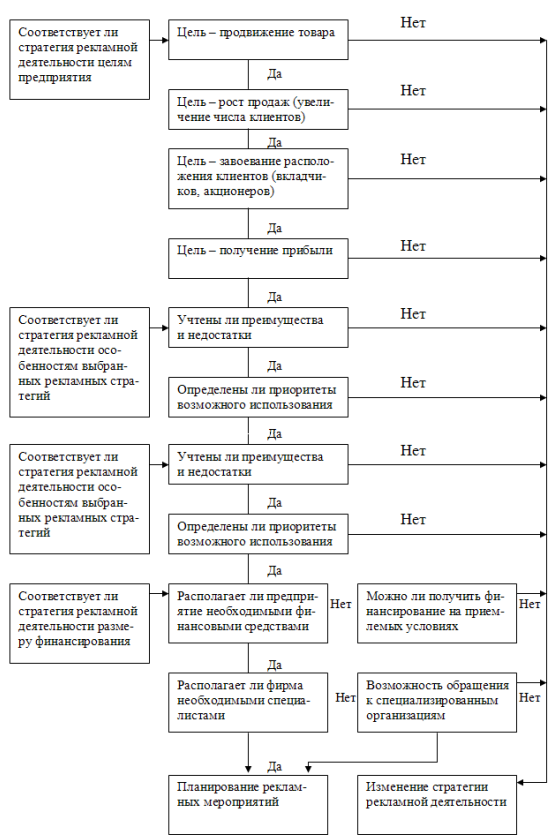 Соответствует ли
стратегия рекламной
деятельности целям
предприятия
Цель – продвижение товара
Нет
Да
Цель – рост продаж (увели-
чение числа клиентов)
Нет
Да
Цель – завоевание располо-
жения клиентов (вкладчи-
ков, акционеров)
Нет
Да
Цель – получение прибыли
Нет
Да
Соответствует ли
стратегия рекламной
деятельности осо-
бенностям выбран-
ных рекламных стра-
тегий
Учтены ли преимущества
и недостатки
Нет
Да
Определены ли приоритеты
возможного использования
Нет
Да
Соответствует ли
стратегия рекламной
деятельности осо-
бенностям выбран-
ных рекламных стра-
тегий
Учтены ли преимущества
и недостатки
Нет
Да
Определены ли приоритеты
возможного использования
Нет
Да
Соответствует ли
стратегия рекламной
деятельности разме-
ру финансирования
Располагает ли предпри-
ятие необходимыми фи-
нансовыми средствами
Нет
Можно ли получить фи-
нансирование на прием-
лемых условиях
Нет
Да
Располагает ли фирма
необходимыми специа-
листами
Нет
Возможность обращения
к специализированным
организациям
Нет
Да
Планирование реклам-
ных мероприятий
Изменение стратегии
рекламной деятельности